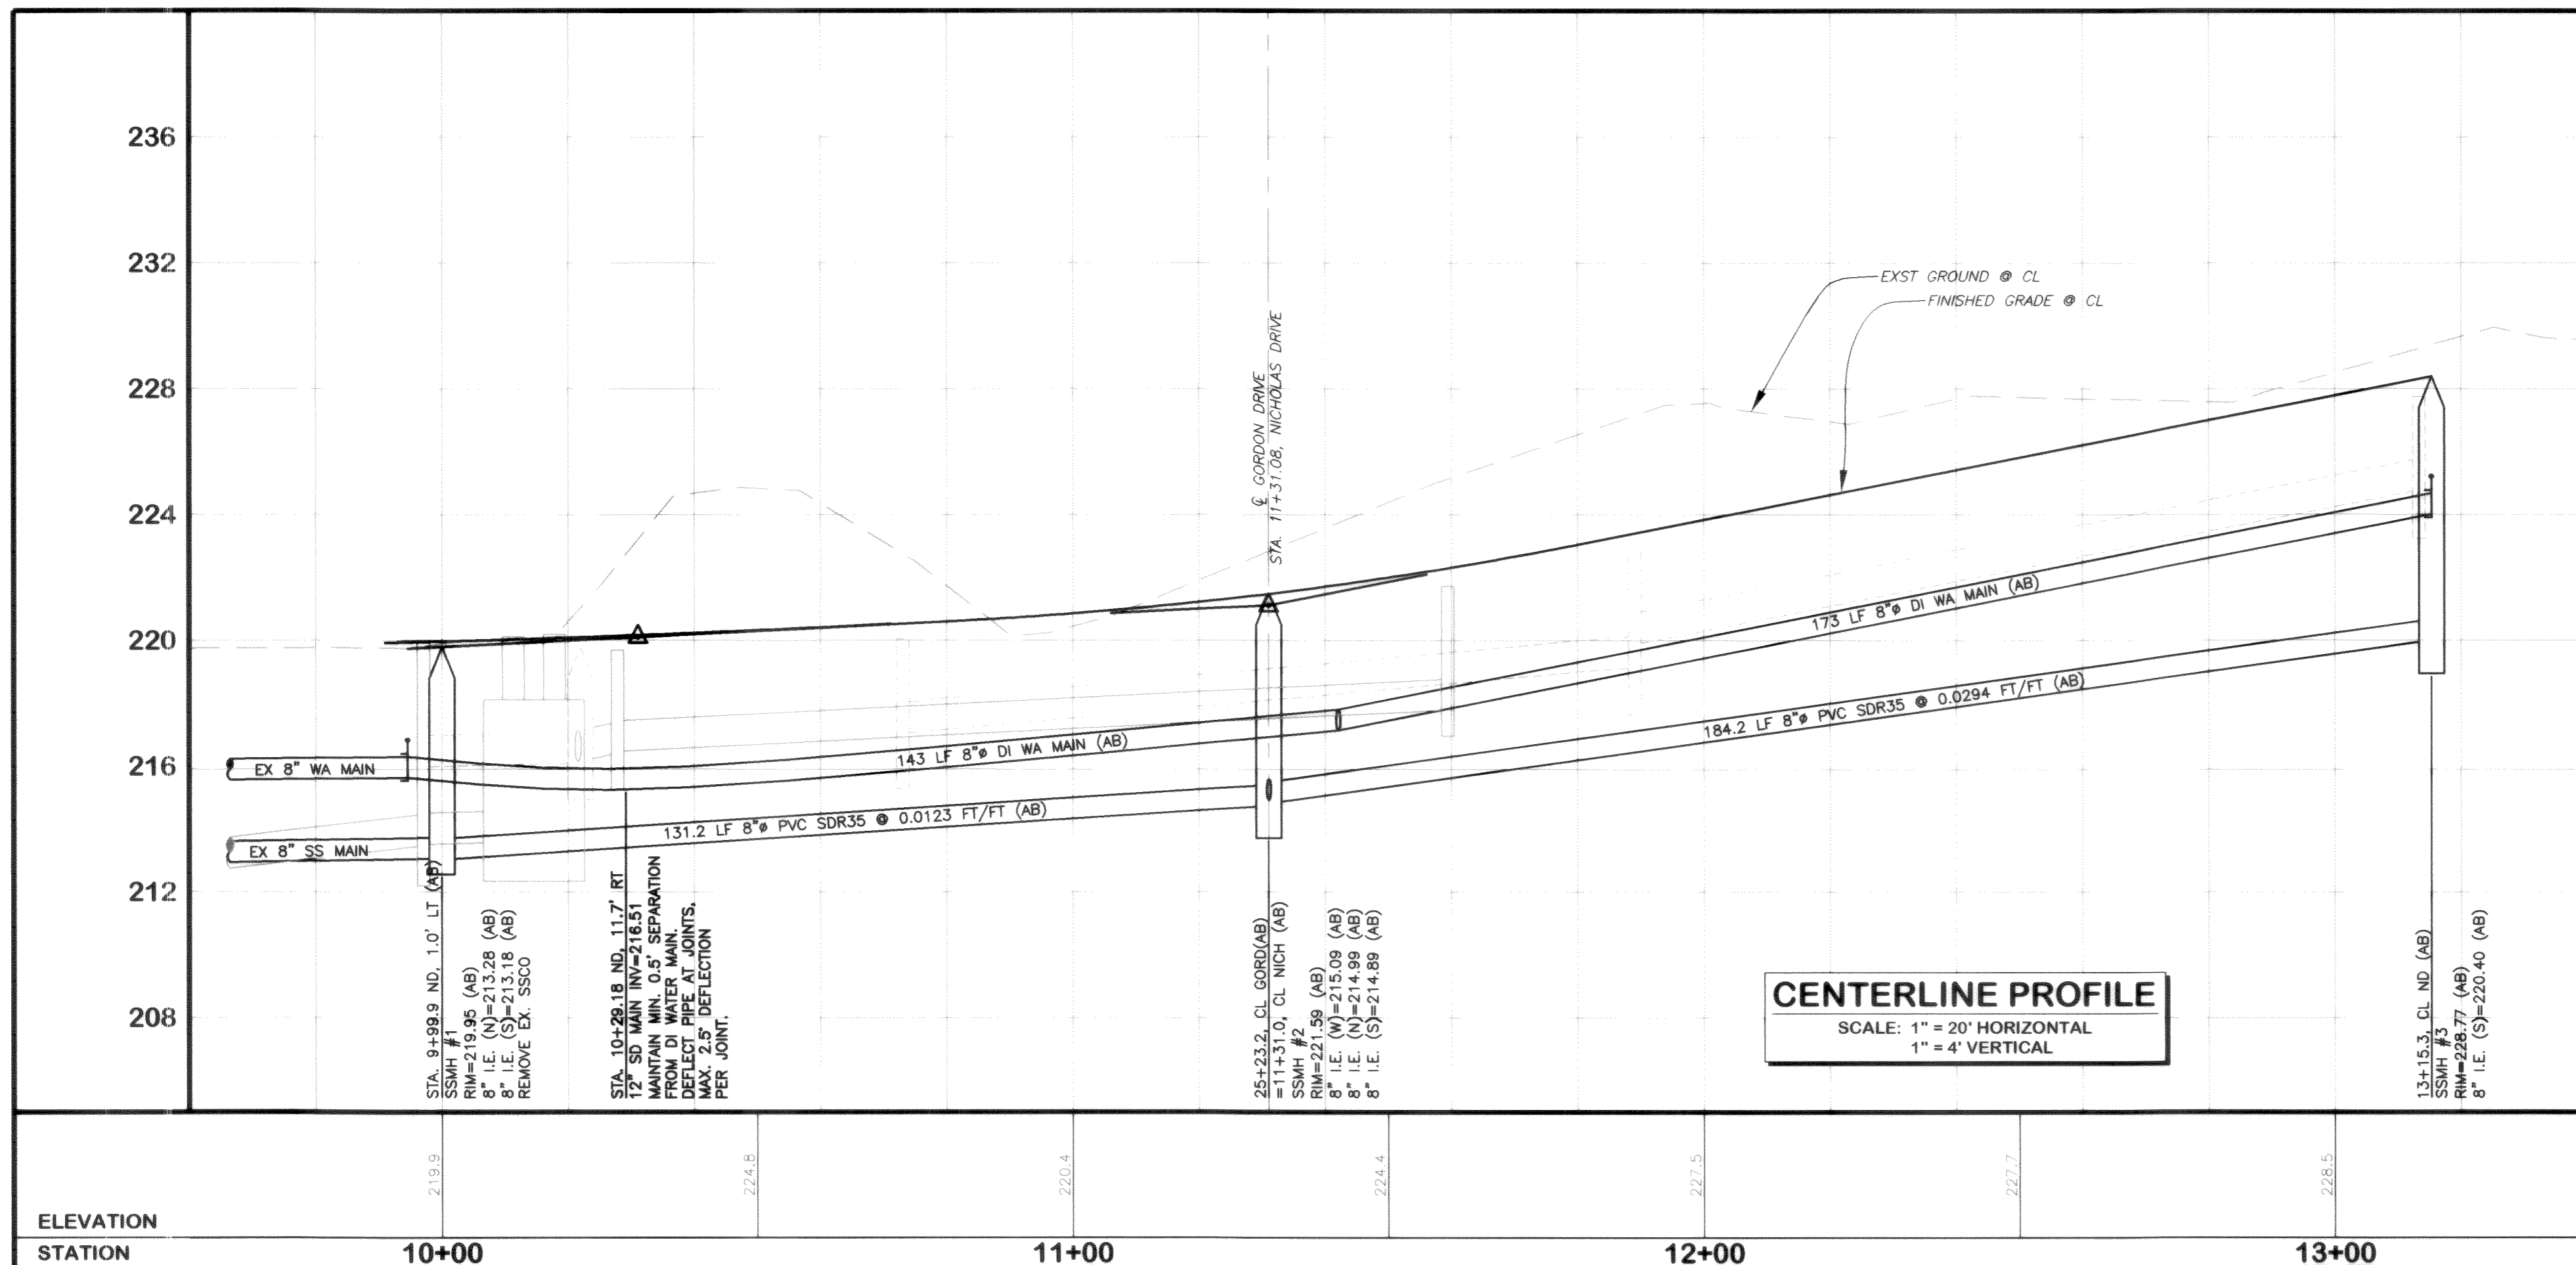 236
232
228
224
220
216
212
208
EXST GROUND @ CL
FINISHED GRADE @ CL
℄ GORDON DRIVE
STA. 11+31.08, NICHOLAS DRIVE
EX 8" WA MAIN
EX 8" SS MAIN
143 LF 8"ø DI WA MAIN (AB)
131.2 LF 8"ø PVC SDR35 @ 0.0123 FT/FT (AB)
173 LF 8"ø DI WA MAIN (AB)
184.2 LF 8"ø PVC SDR35 @ 0.0294 FT/FT (AB)
STA. 9+99.9 ND, 1.0' LT (AB)
SSMH #1
RIM=219.95 (AB)
8" I.E. (N)=213.28 (AB)
8" I.E. (S)=213.18 (AB)
REMOVE EX. SSCO
STA. 10+29.18 ND, 11.7' RT
12" SD MAIN INV=216.51
MAINTAIN MIN. 0.5' SEPARATION
FROM DI WATER MAIN.
DEFLECT PIPE AT JOINTS.
MAX. 2.5° DEFLECTION
PER JOINT.
25+23.2, CL GORD(AB)
=11+31.0, CL NICH (AB)
SSMH #2
RIM=221.59 (AB)
8" I.E. (W)=215.09 (AB)
8" I.E. (N)=214.99 (AB)
8" I.E. (S)=214.89 (AB)
13+15.3, CL ND (AB)
SSMH #3
RIM=228.77 (AB)
8" I.E. (S)=220.40 (AB)
CENTERLINE PROFILE
SCALE: 1" = 20' HORIZONTAL
1" = 4' VERTICAL
219.9
224.8
220.4
224.4
227.5
227.7
228.5
ELEVATION
STATION
10+00
11+00
12+00
13+00